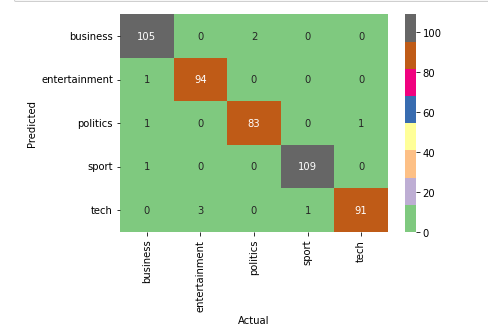 business 105 0 2 0 0
entertainment 1 94 0 0 0
politics 1 0 83 0 1
sport 1 0 0 109 0
tech 0 3 0 1 91
business entertainment politics sport tech
Predicted
Actual
100
80
60
40
20
0